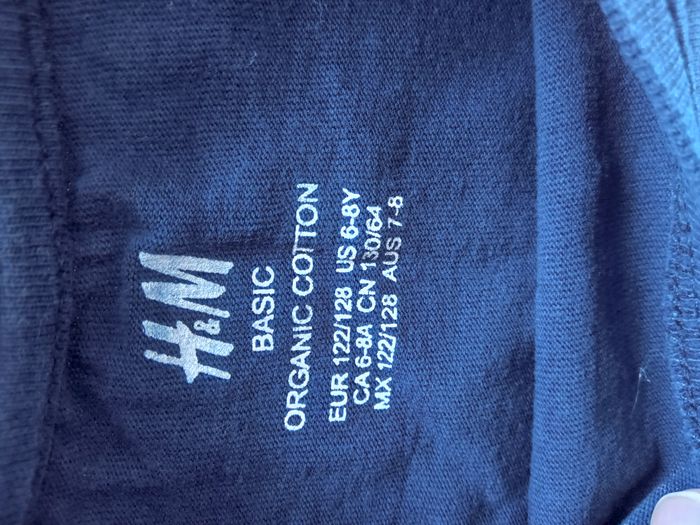 H&M
BASIC
ORGANIC COTTON
EUR 122/128 US 6-8Y
CA 6-8A CN 130/64
MX 122/128 AUS 7-8